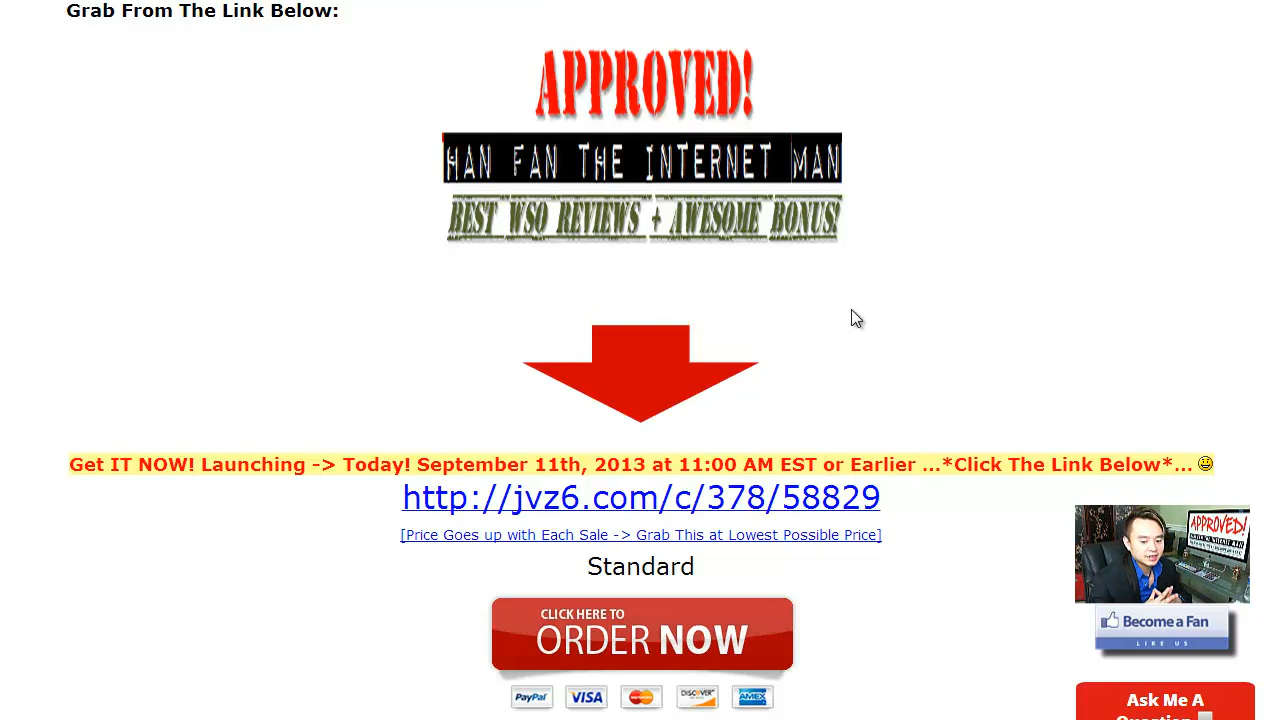 Grab From The Link Below:
APPROVED!
HAN FAN THE INTERNET MAN
BEST WSO REVIEWS + AWESOME BONUS!
Get IT NOW! Launching -> Today! September 11th, 2013 at 11:00 AM EST or Earlier ...*Click The Link Below*...
http://jvz6.com/c/378/58829
[Price Goes up with Each Sale -> Grab This at Lowest Possible Price]
Standard
APPROVED!
Become a Fan
LIKE US
CLICK HERE TO
ORDER NOW
PayPal VISA MasterCard DISCOVER AMEX
Ask Me A
Question